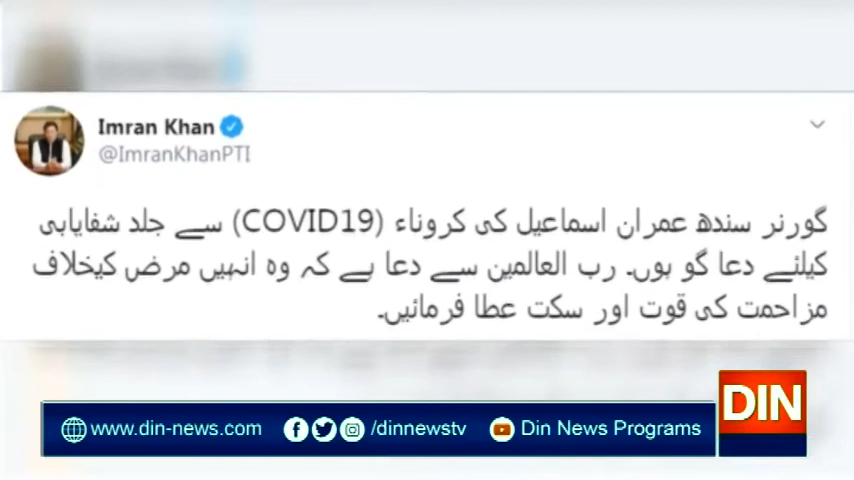 Imran Khan
@ImranKhanPTI
گورنر سندھ عمران اسماعیل کی کروناء (COVID19) سے جلد شفایابی
کیلئے دعا گو ہوں۔ رب العالمین سے دعا ہے کہ وہ انہیں مرض کیخلاف
مزاحمت کی قوت اور سکت عطا فرمائیں۔
www.din-news.com /dinnewstv Din News Programs
DIN